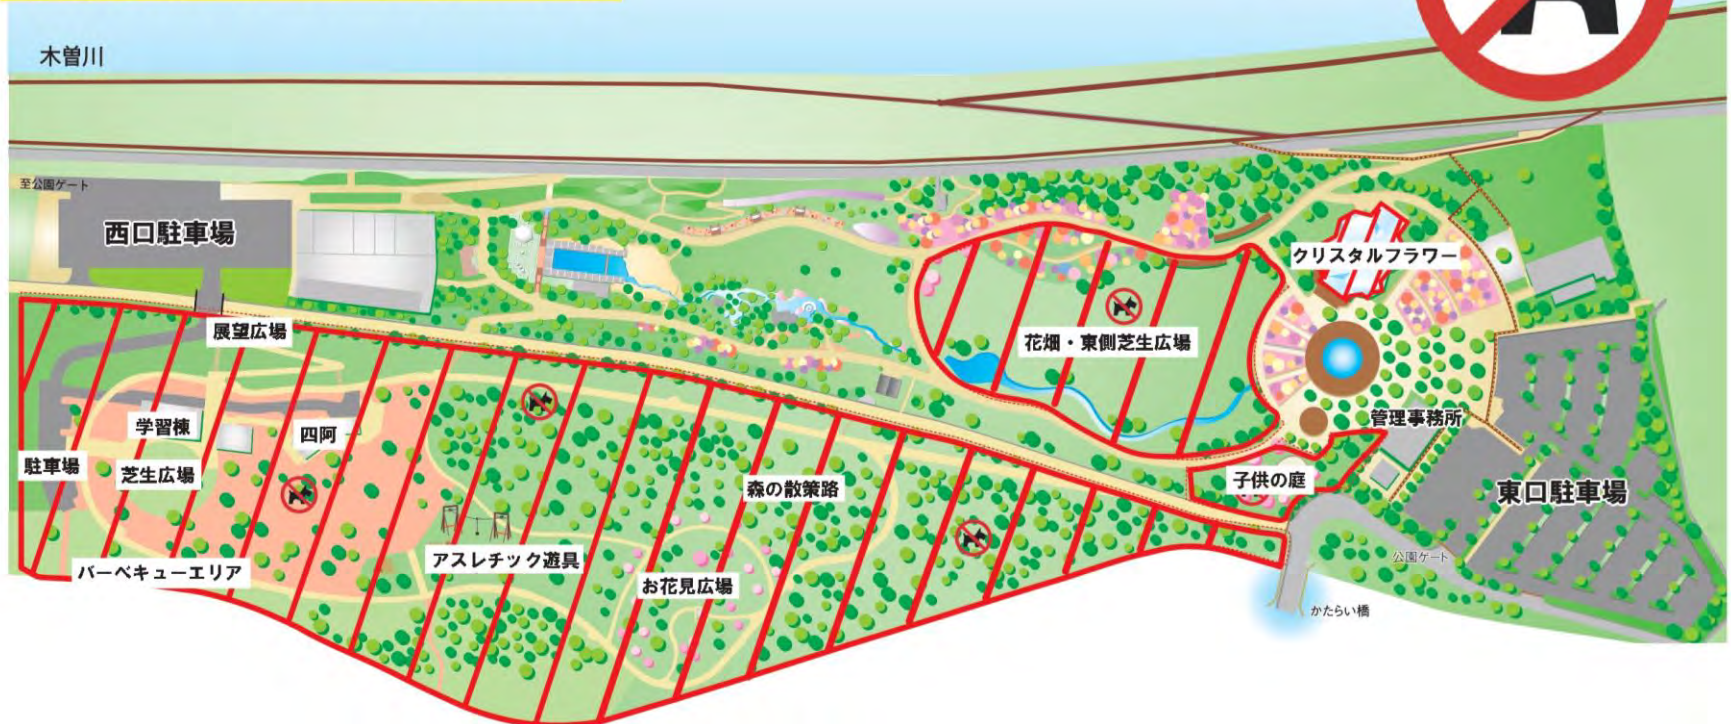 木曽川
至公園ゲート
西口駐車場
クリスタルフラワー
展望広場
花畑・東側芝生広場
学習棟
四阿
管理事務所
駐車場
芝生広場
森の散策路
子供の庭
東口駐車場
アスレチック遊具
バーベキューエリア
お花見広場
公園ゲート
かたらい橋